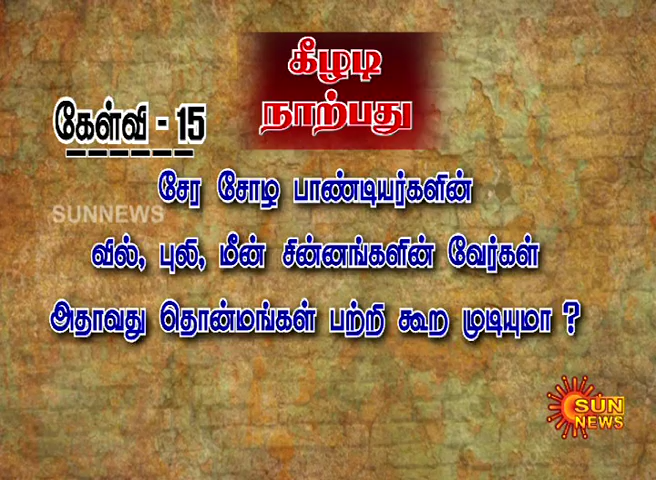 கீழடி
நாற்பது
கேள்வி - 15
சேர சோழ பாண்டியர்களின்
SUNNEWS
வில், புலி, மீன் சின்னங்களின் வேர்கள்
அதாவது தொன்மங்கள் பற்றி கூற முடியுமா ?
SUN
NEWS